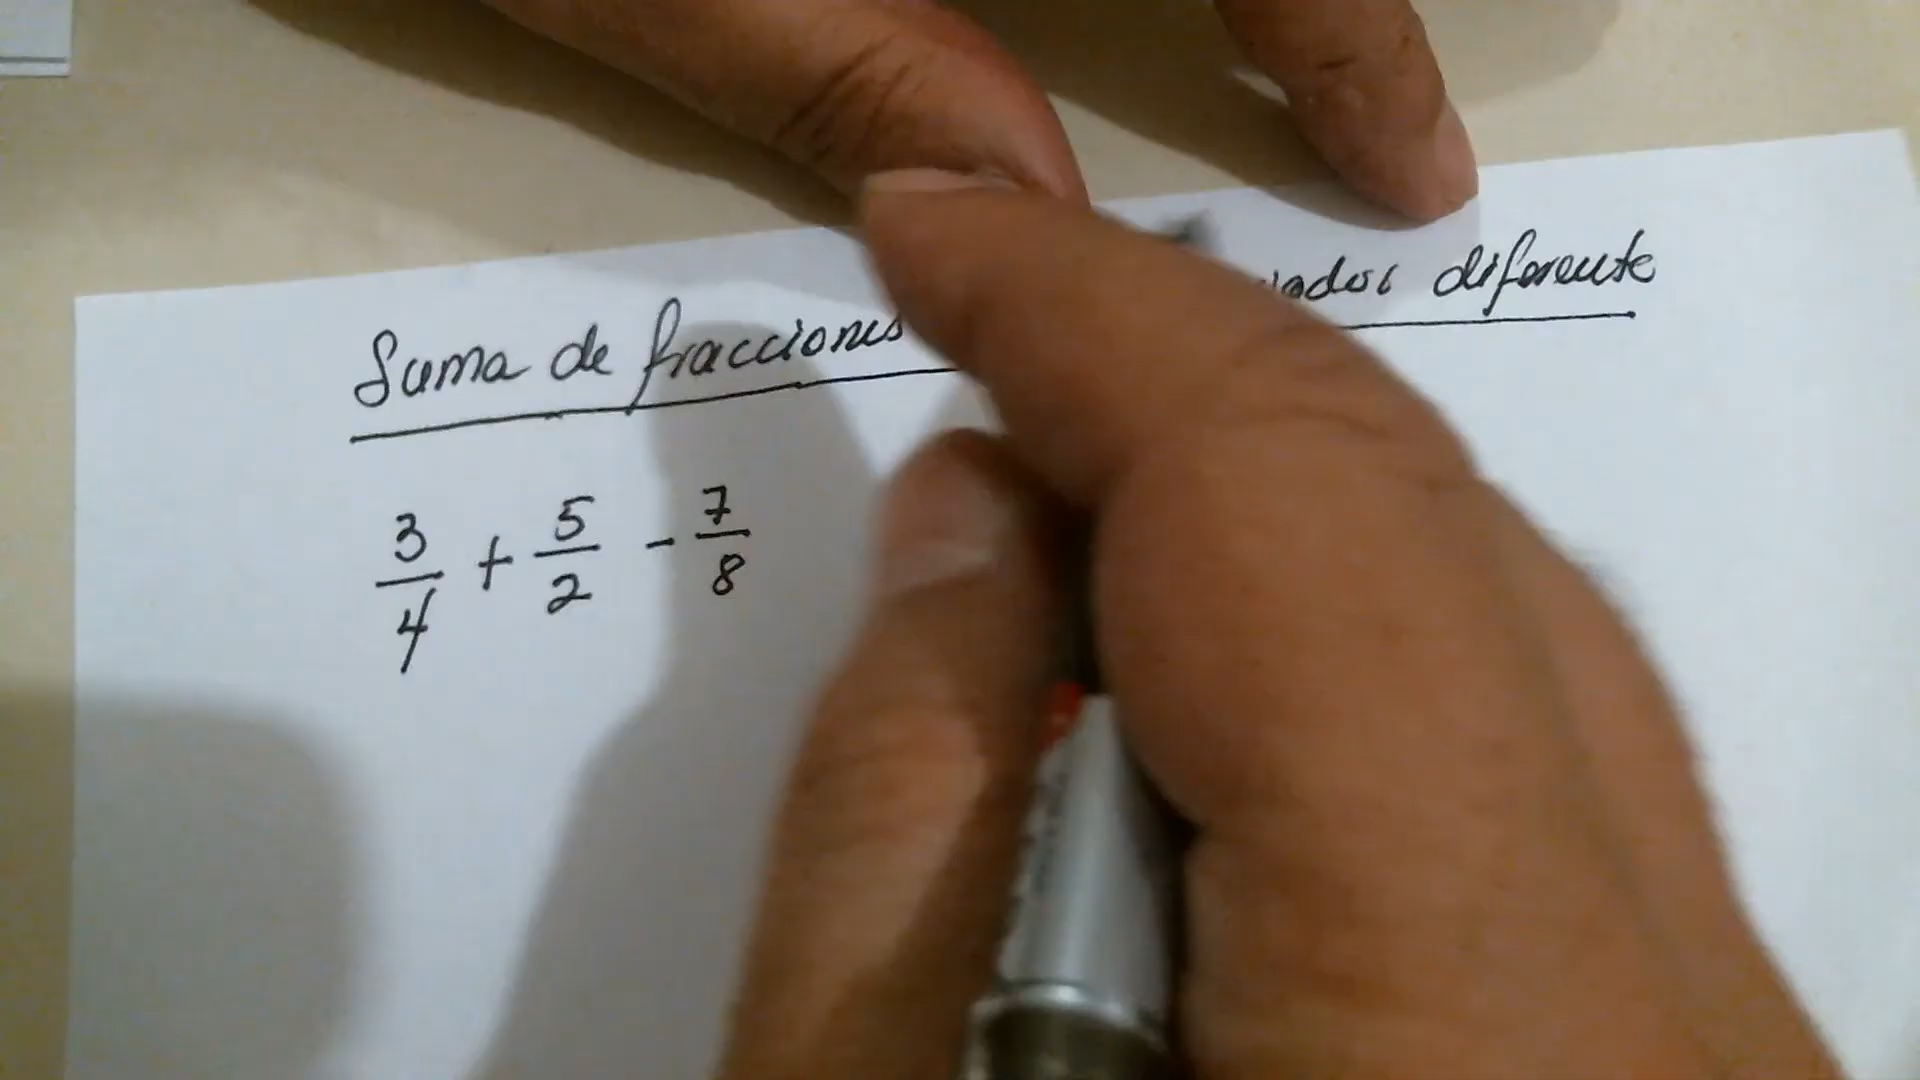 Suma de fracciones diferente
3/4 + 5/2 - 7/8